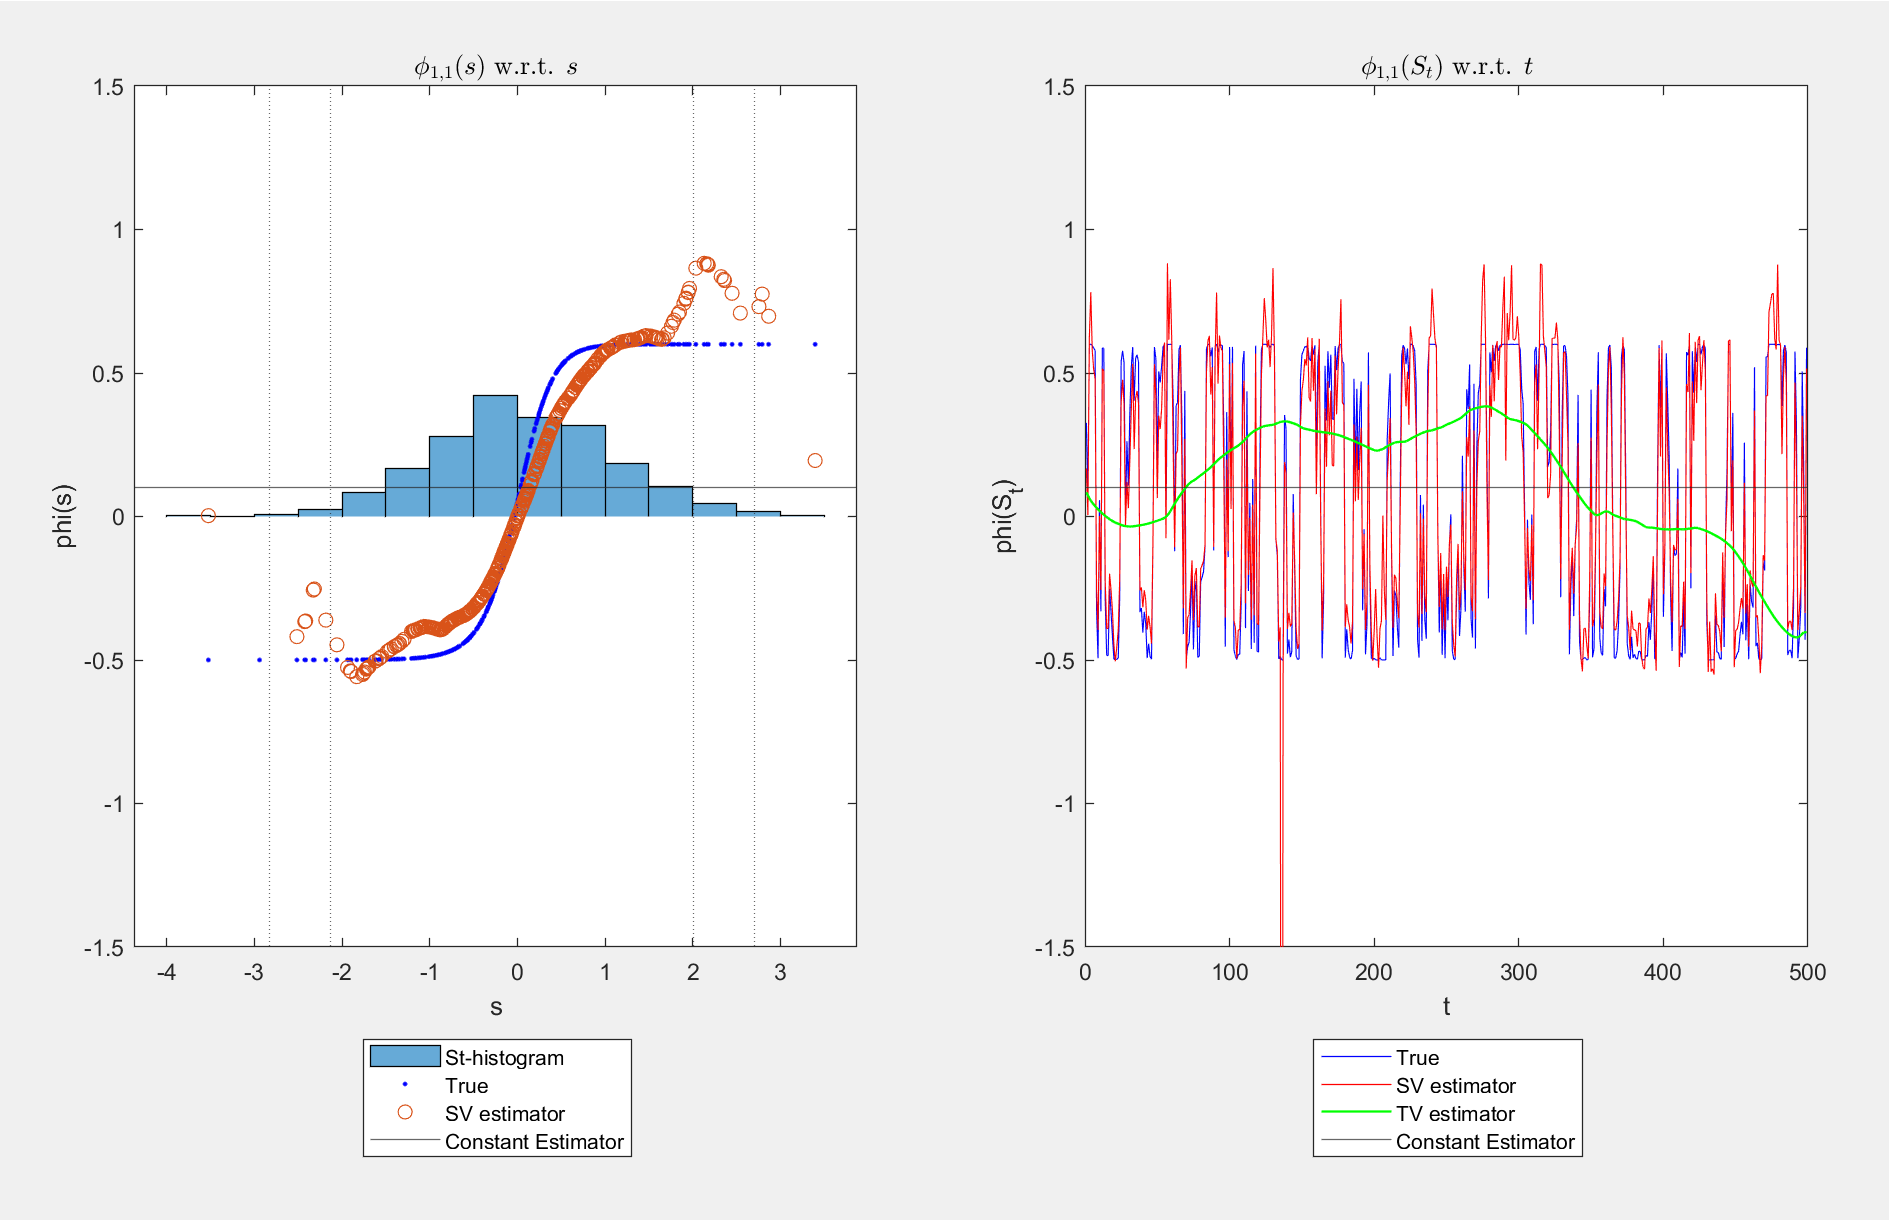 ϕ1,1(s) w.r.t. s
1.5
1
0.5
0
-0.5
-1
-1.5
phi(s)
-4 -3 -2 -1 0 1 2 3
s
St-histogram
True
SV estimator
Constant Estimator
ϕ1,1(St) w.r.t. t
1.5
1
0.5
0
-0.5
-1
-1.5
phi(St)
0 100 200 300 400 500
t
True
SV estimator
TV estimator
Constant Estimator